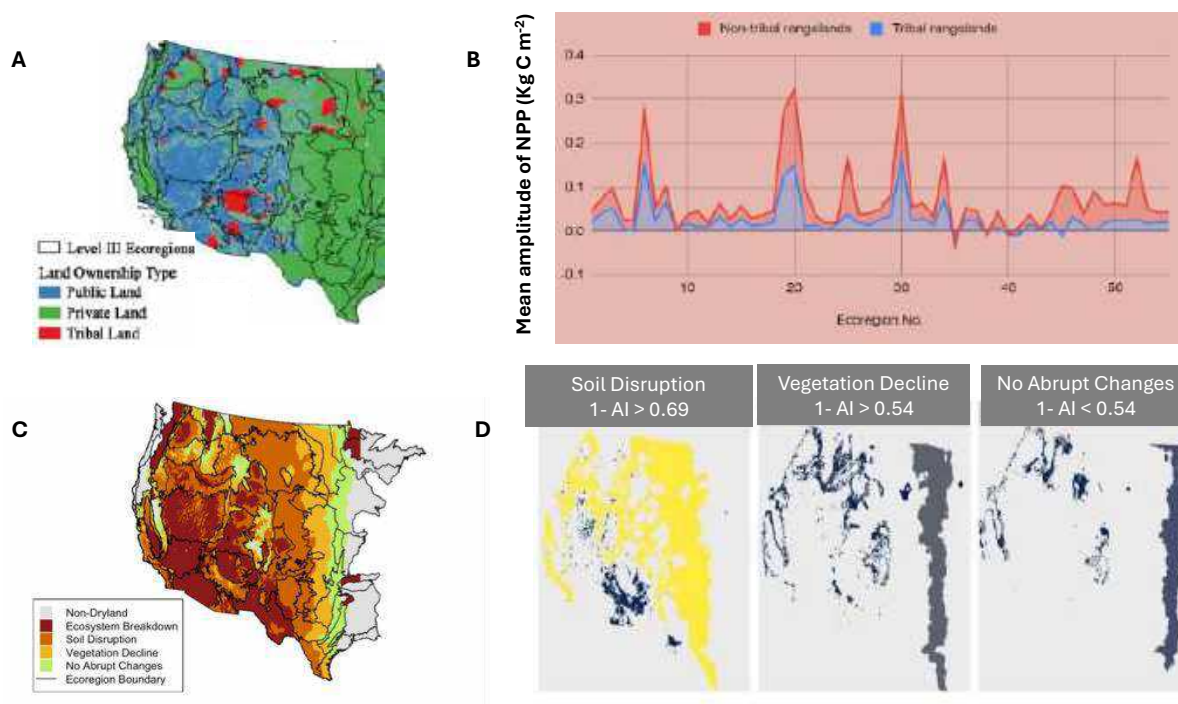 A
Level III Ecoregions
Land Ownership Type
Public Land
Private Land
Tribal Land
B
Mean amplitude of NPP (Kg C m-2)
Non-tribal rangelands
Tribal rangelands
0.4
0.3
0.2
0.1
0.0
-0.1
10
20
30
40
50
Ecoregion No.
C
Non-Dryland
Ecosystem Breakdown
Soil Disruption
Vegetation Decline
No Abrupt Changes
Ecoregion Boundary
D
Soil Disruption
1- AI > 0.69
Vegetation Decline
1- AI > 0.54
No Abrupt Changes
1- AI < 0.54